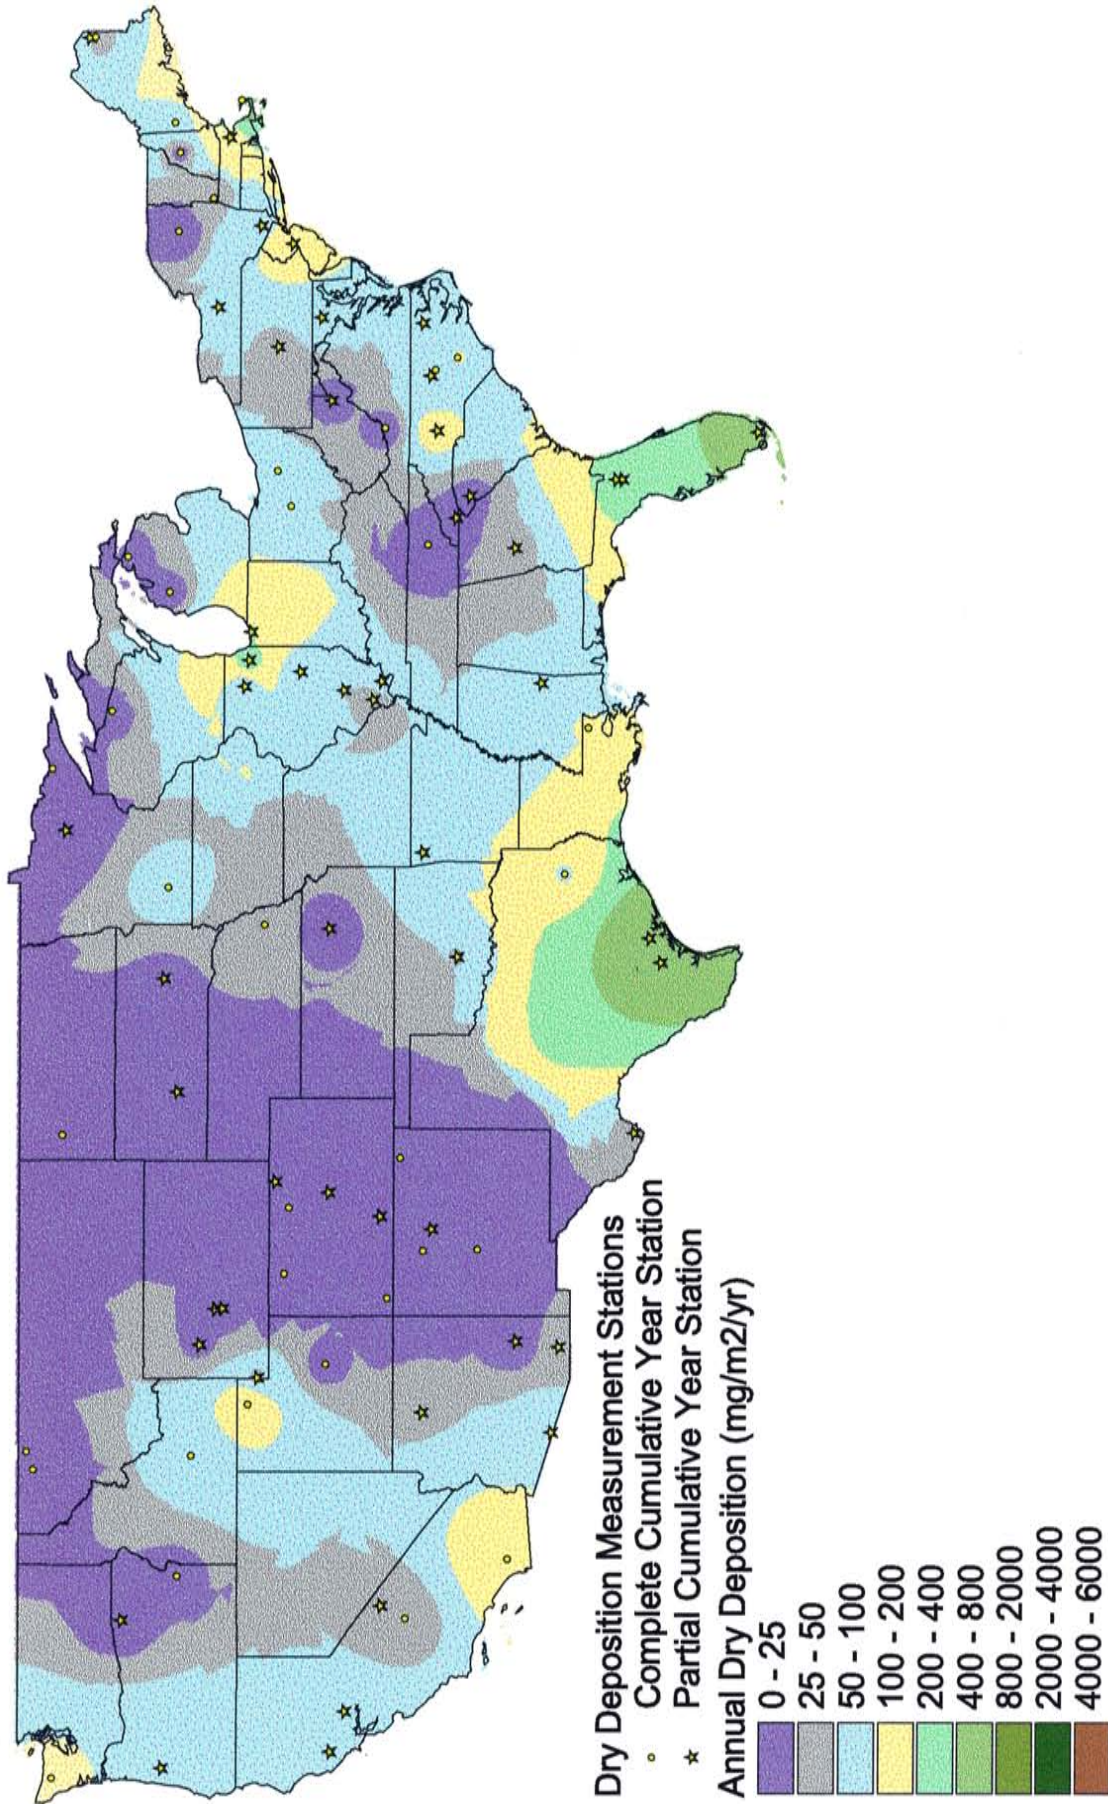 Dry Deposition Measurement Stations
Complete Cumulative Year Station
Partial Cumulative Year Station
Annual Dry Deposition (mg/m2/yr)
0 - 25
25 - 50
50 - 100
100 - 200
200 - 400
400 - 800
800 - 2000
2000 - 4000
4000 - 6000